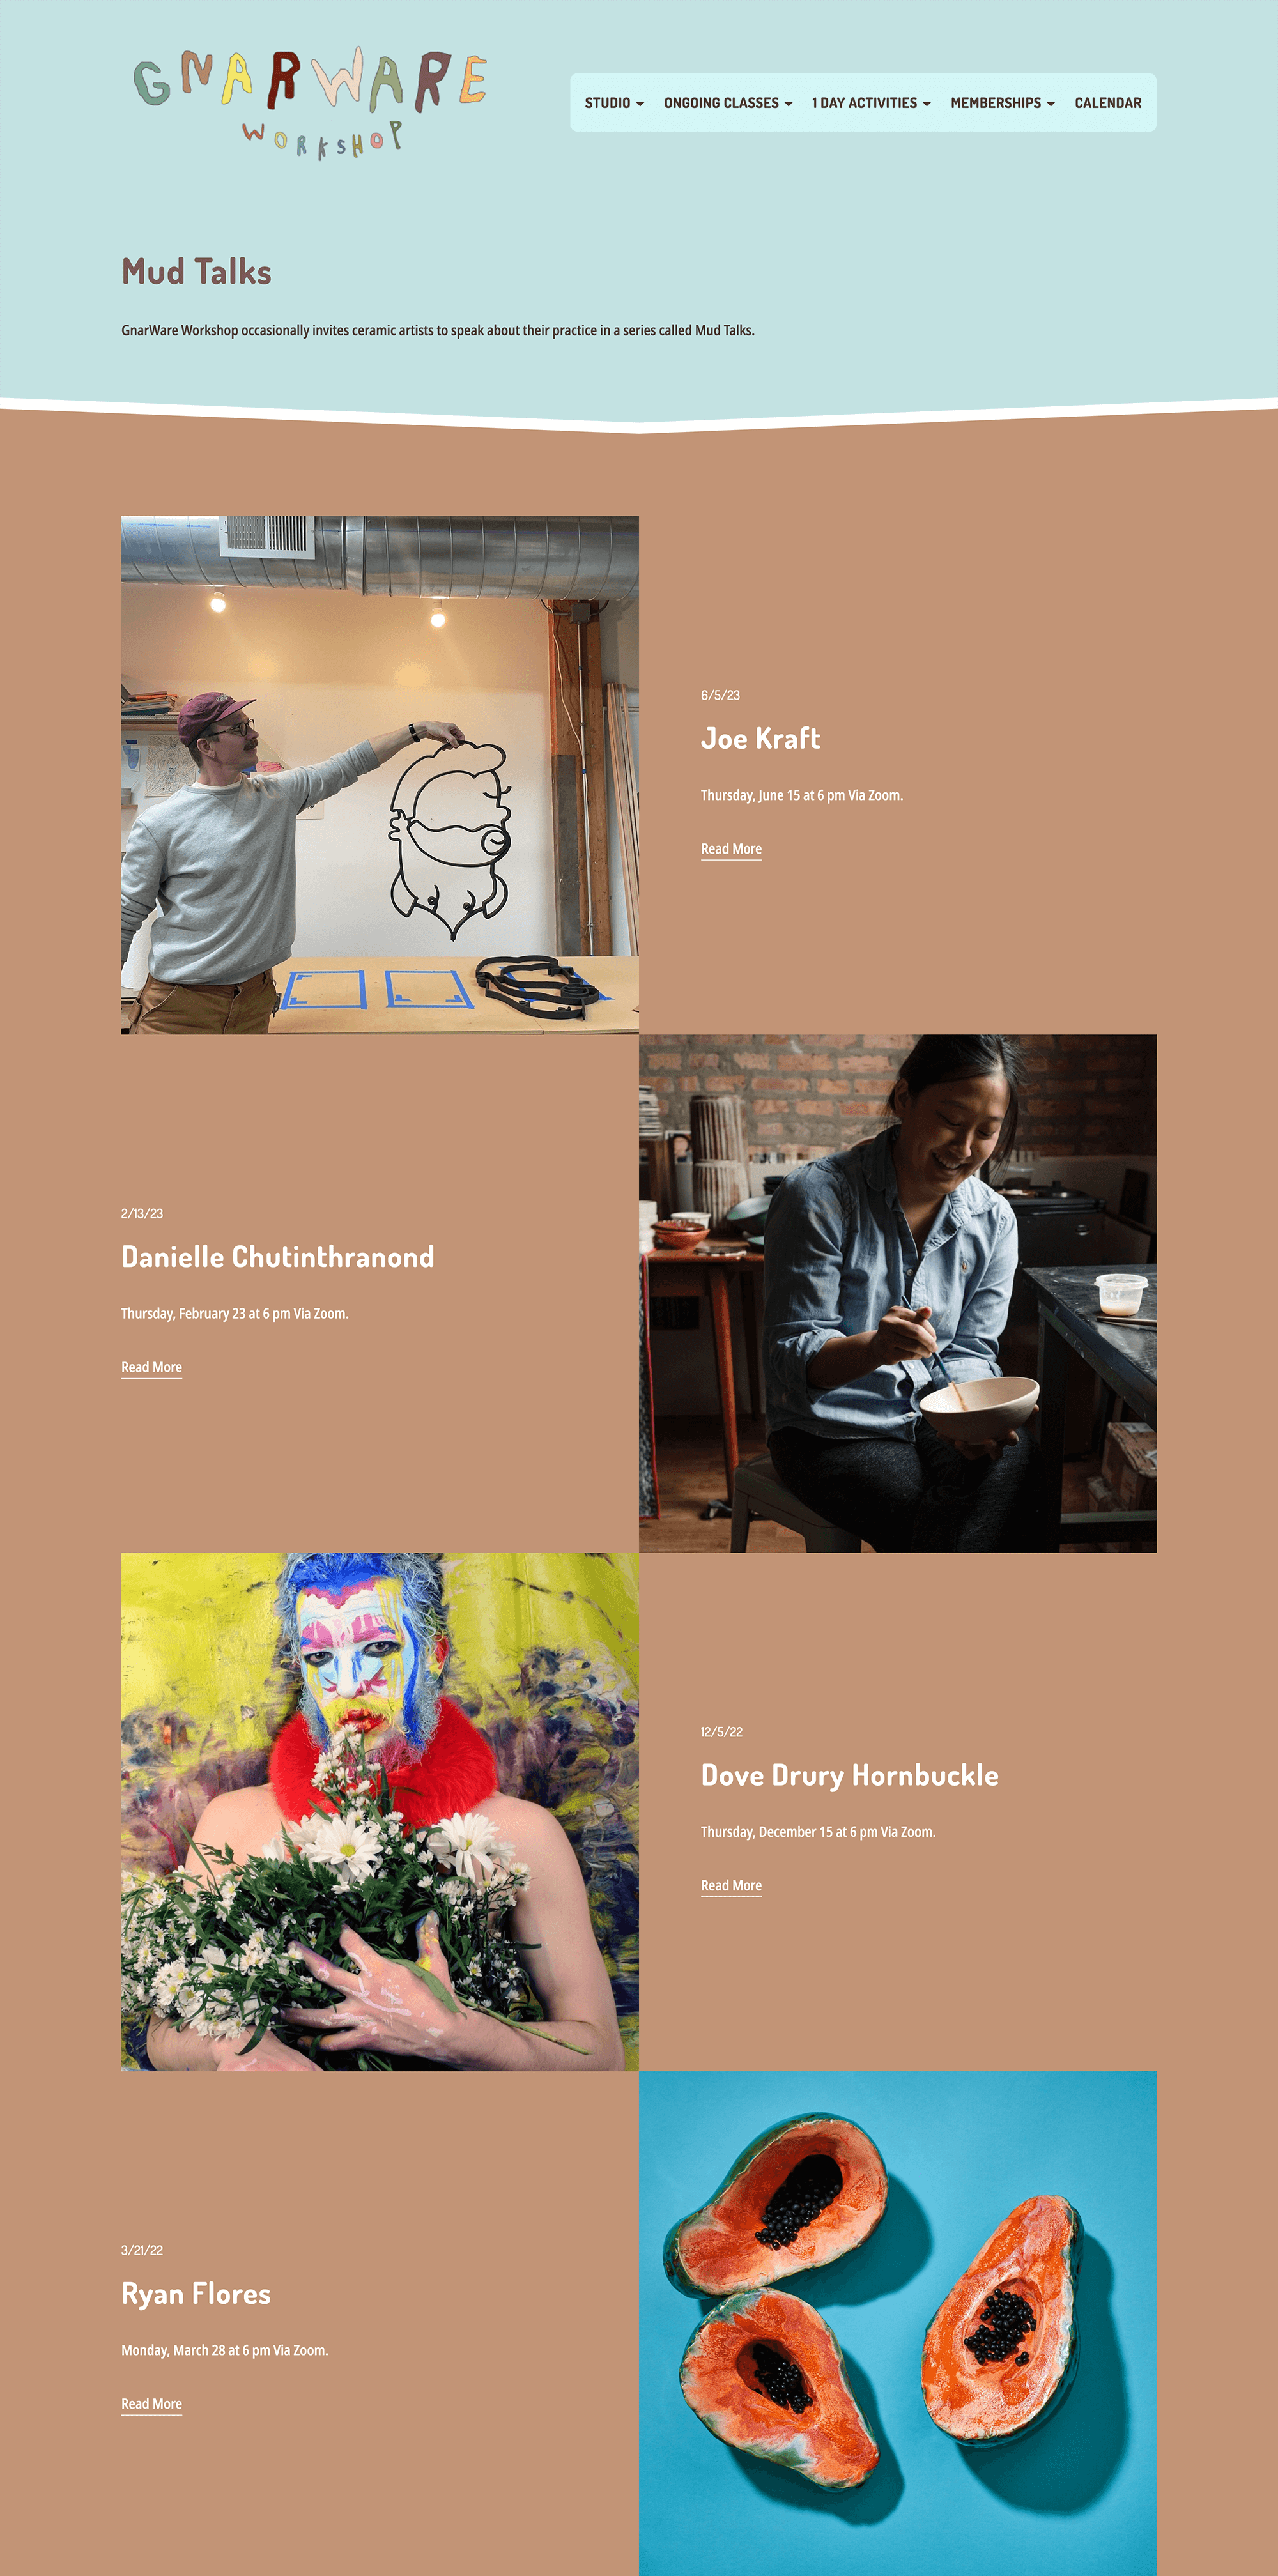 GNARWARE
WORKSHOP
STUDIO ONGOING CLASSES 1 DAY ACTIVITIES MEMBERSHIPS CALENDAR
Mud Talks
GnarWare Workshop occasionally invites ceramic artists to speak about their practice in a series called Mud Talks.
6/5/23
Joe Kraft
Thursday, June 15 at 6 pm Via Zoom.
Read More
2/13/23
Danielle Chutinthranond
Thursday, February 23 at 6 pm Via Zoom.
Read More
12/5/22
Dove Drury Hornbuckle
Thursday, December 15 at 6 pm Via Zoom.
Read More
3/21/22
Ryan Flores
Monday, March 28 at 6 pm Via Zoom.
Read More